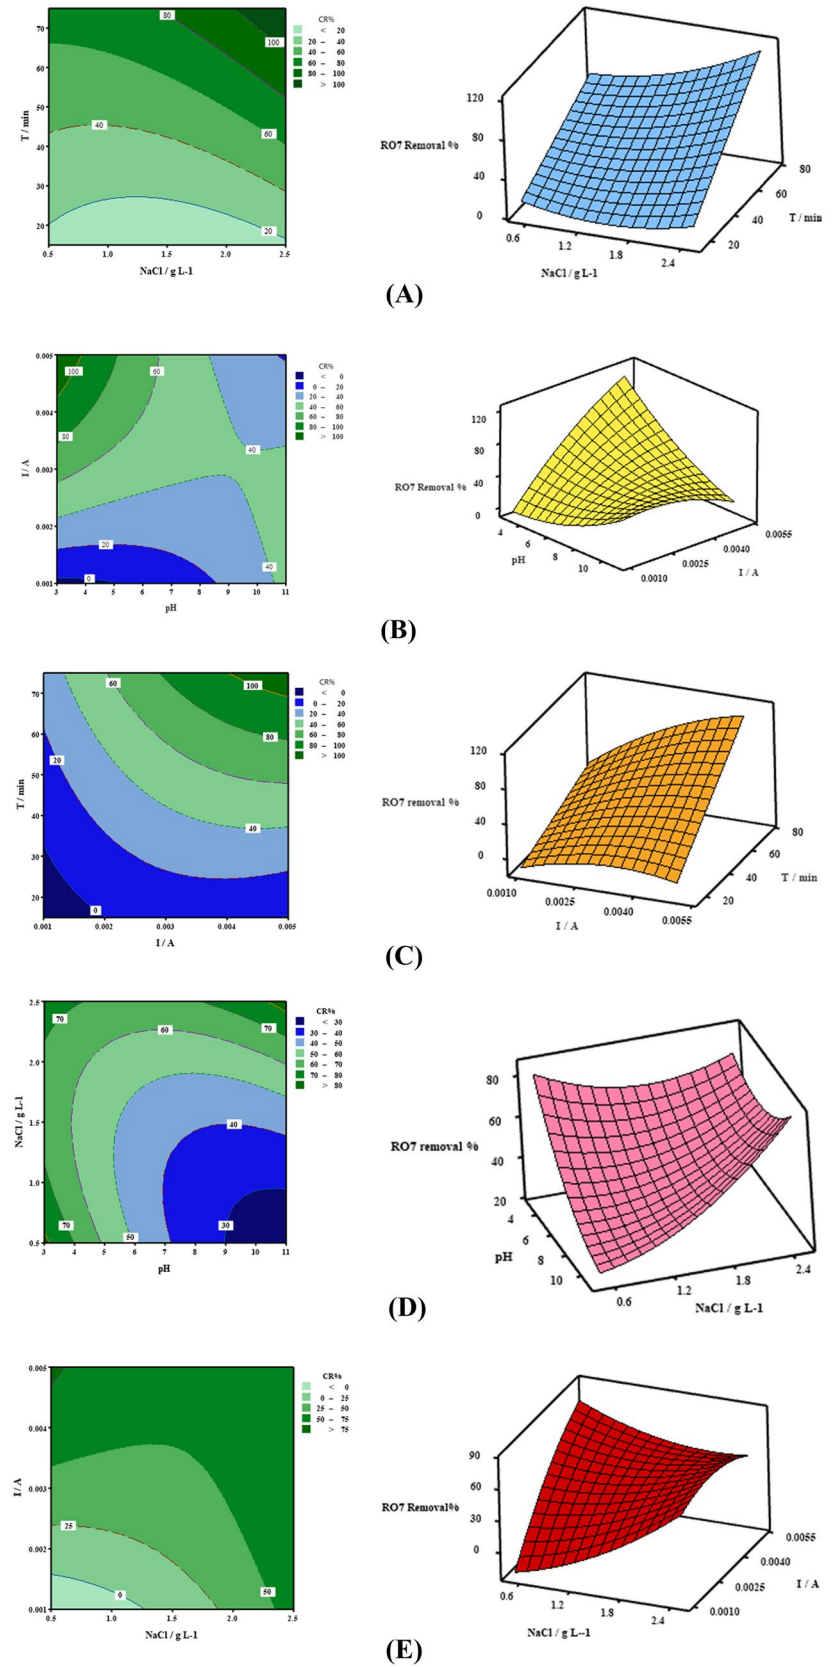 CR%
< 20
20 – 40
40 – 60
60 – 80
80 – 100
> 100
80
100
40
60
20
70
60
50
40
30
20
T / min
0.5 1.0 1.5 2.0 2.5
NaCl / g L-1
120
80
40
0
RO7 Removal %
0.6 1.2 1.8 2.4
NaCl / g L-1
20 40 60 80
T / min
(A)
CR%
< 0
0 – 20
20 – 40
40 – 60
60 – 80
80 – 100
> 100
100
60
80
40
20
0
40
0.005
0.004
0.003
0.002
0.001
I / A
3 4 5 6 7 8 9 10 11
pH
120
80
40
0
RO7 Removal %
4 6 8 10
pH
0.0010 0.0025 0.0040 0.0055
I / A
(B)
CR%
< 0
0 – 20
20 – 40
40 – 60
60 – 80
80 – 100
> 100
60
100
80
20
40
0
70
60
50
40
30
20
T / min
0.001 0.002 0.003 0.004 0.005
I / A
120
80
40
0
RO7 removal %
0.0010 0.0025 0.0040 0.0055
I / A
20 40 60 80
T / min
(C)
CR%
< 30
30 – 40
40 – 50
50 – 60
60 – 70
70 – 80
> 80
70
60
70
40
70
50
30
2.5
2.0
1.5
1.0
0.5
NaCl / g L-1
3 4 5 6 7 8 9 10 11
pH
80
60
40
20
RO7 removal %
4 6 8 10
pH
0.6 1.2 1.8 2.4
NaCl / g L-1
(D)
CR%
< 0
0 – 25
25 – 50
50 – 75
> 75
25
0
50
0.005
0.004
0.003
0.002
0.001
I / A
0.5 1.0 1.5 2.0 2.5
NaCl / g L-1
90
60
30
0
RO7 Removal%
0.6 1.2 1.8 2.4
NaCl / g L--1
0.0010 0.0025 0.0040 0.0055
I / A
(E)